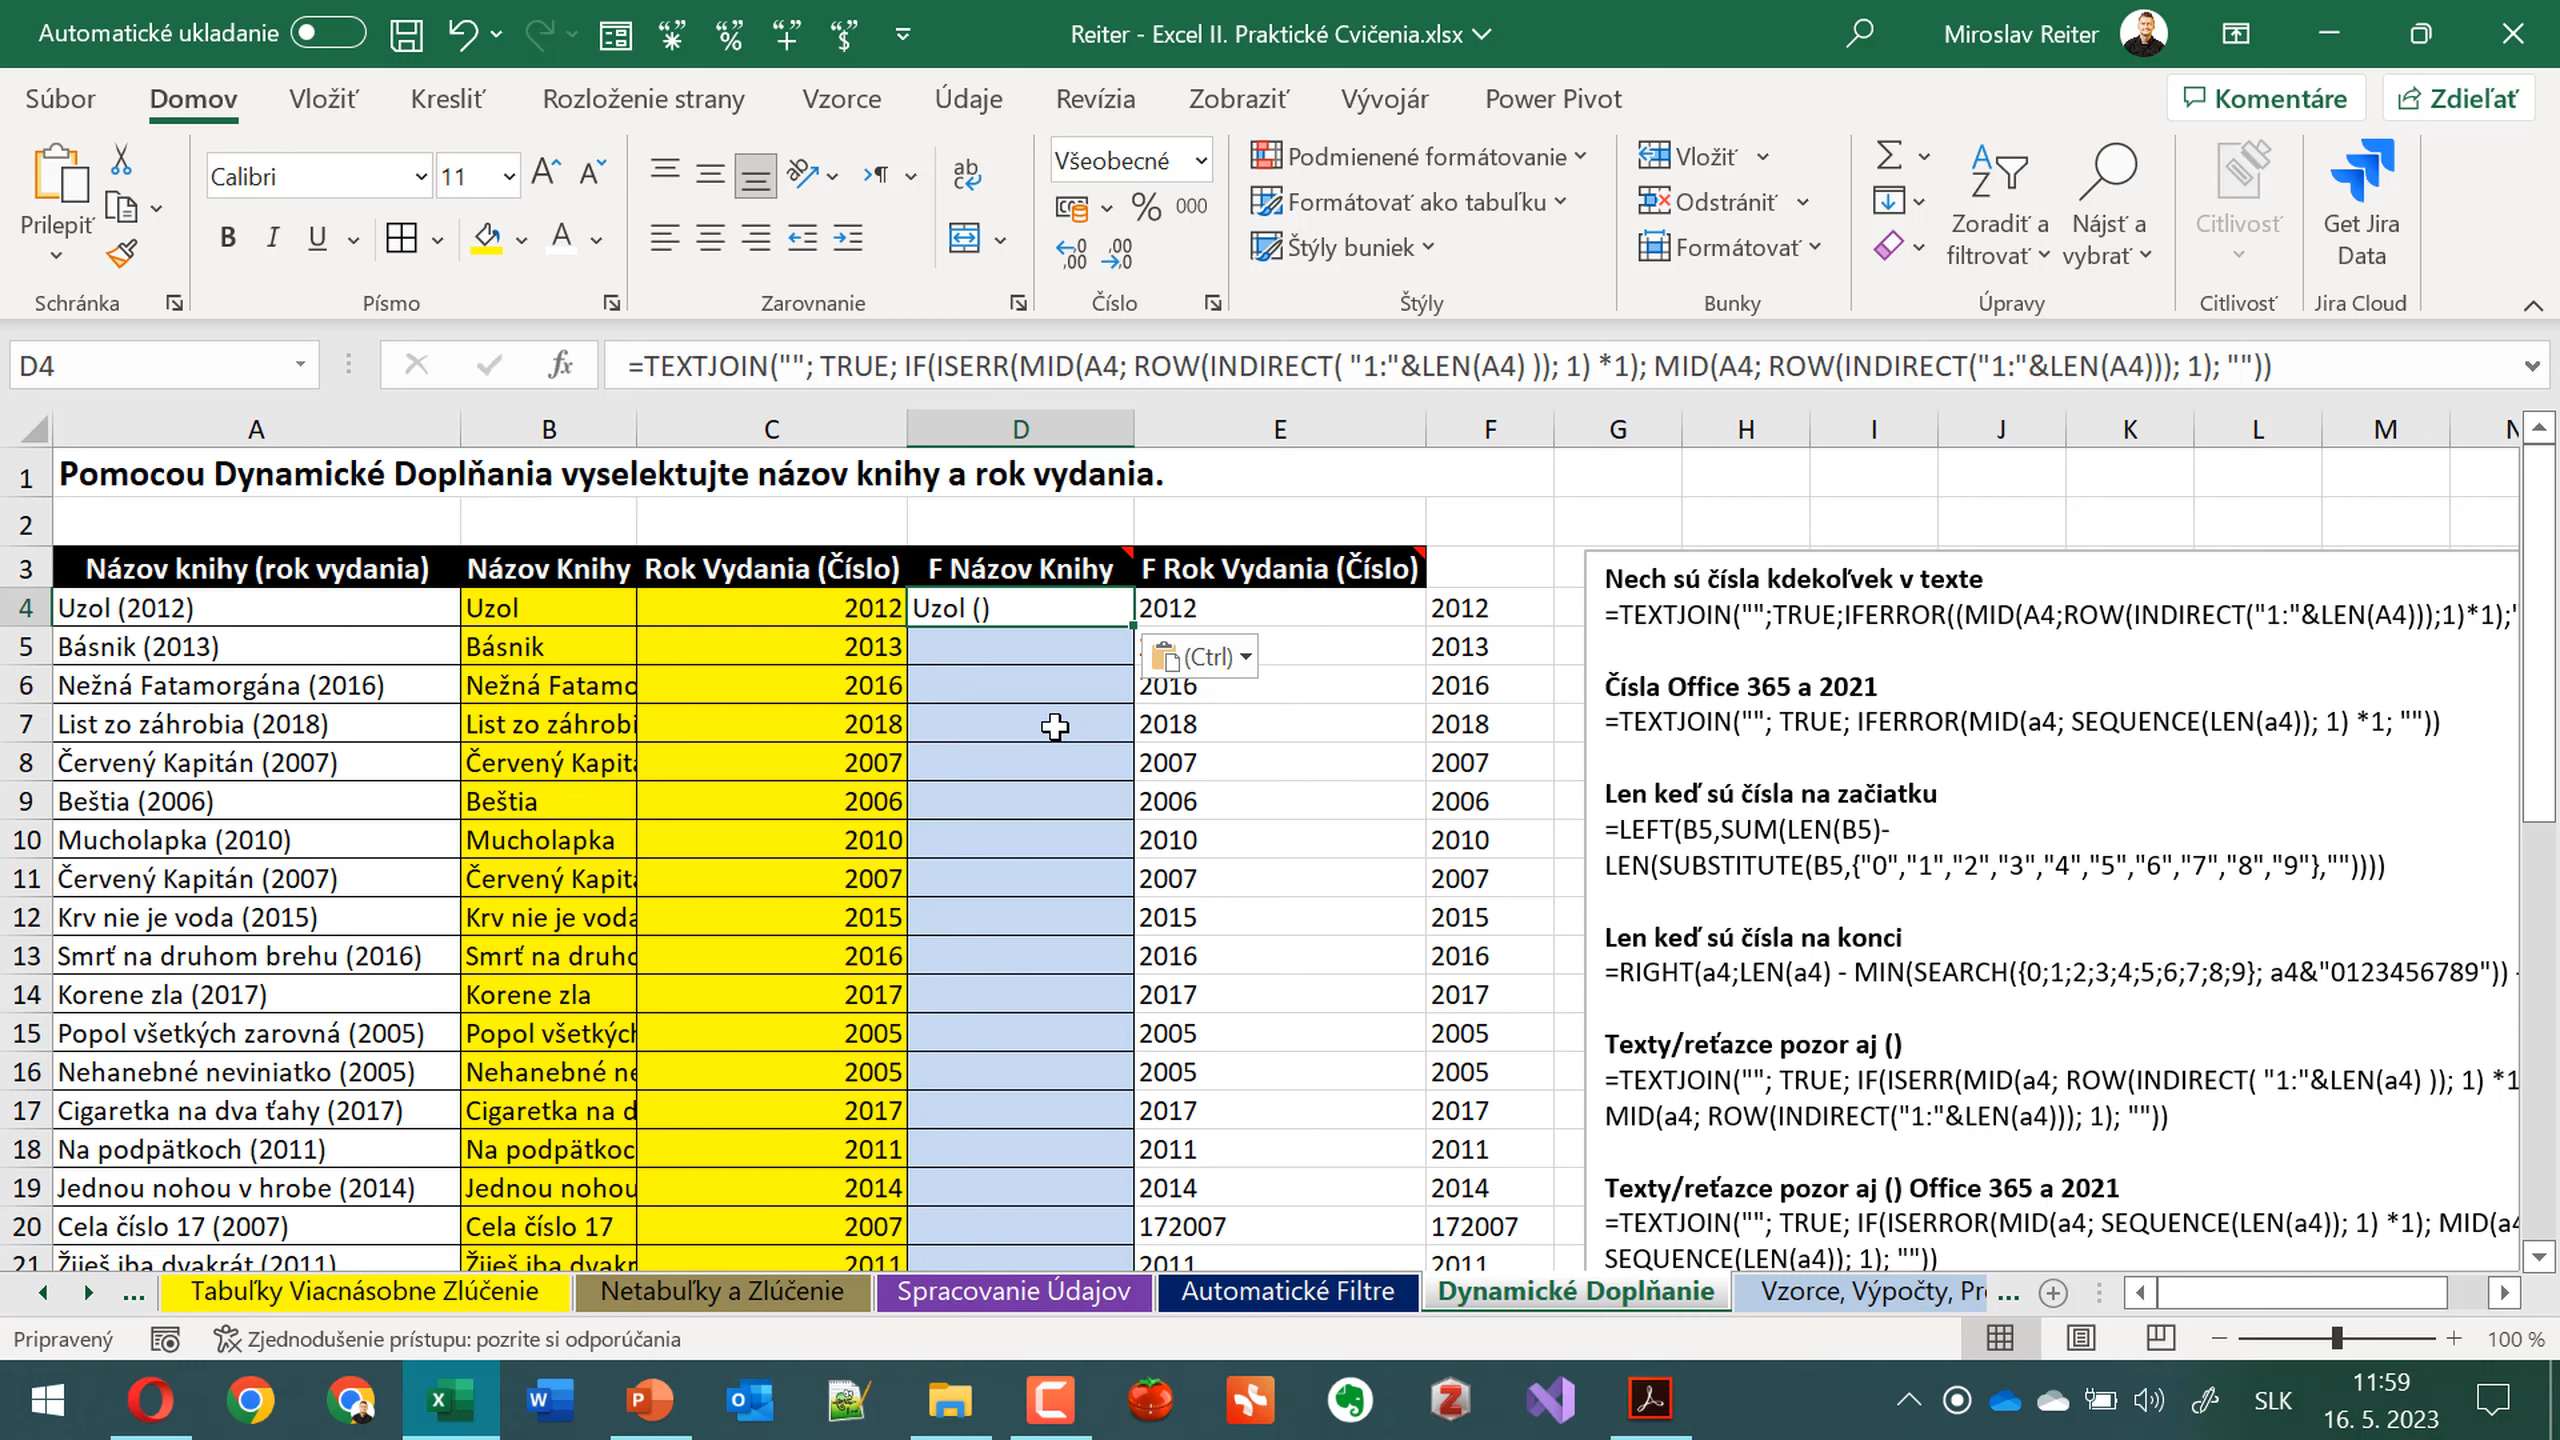 Automatické ukladanie
Reiter - Excel II. Praktické Cvičenia.xlsx
Miroslav Reiter
Súbor Domov Vložiť Kresliť Rozloženie strany Vzorce Údaje Revízia Zobraziť Vývojár Power Pivot Komentáre Zdieľať
Prilepiť
Calibri 11
Všeobecné
Podmienené formátovanie
Formátovať ako tabuľku
Štýly buniek
Vložiť
Odstrániť
Formátovať
Zoradiť a filtrovať
Nájsť a vybrať
Citlivosť
Get Jira Data
Schránka Písmo Zarovnanie Číslo Štýly Bunky Úpravy Citlivosť Jira Cloud
D4 fx =TEXTJOIN(""; TRUE; IF(ISERR(MID(A4; ROW(INDIRECT( "1:"&LEN(A4) )); 1) *1); MID(A4; ROW(INDIRECT("1:"&LEN(A4))); 1); ""))
A B C D E F G H I J K L M N
1 Pomocou Dynamické Doplňania vyselektujte názov knihy a rok vydania.
2
3 Názov knihy (rok vydania) Názov Knihy Rok Vydania (Číslo) F Názov Knihy F Rok Vydania (Číslo)
4 Uzol (2012) Uzol 2012 Uzol () 2012 2012
5 Básnik (2013) Básnik 2013 2013
(Ctrl)
6 Nežná Fatamorgána (2016) Nežná Fatamo 2016 2016 2016
7 List zo záhrobia (2018) List zo záhrobi 2018 2018 2018
8 Červený Kapitán (2007) Červený Kapitá 2007 2007 2007
9 Beštia (2006) Beštia 2006 2006 2006
10 Mucholapka (2010) Mucholapka 2010 2010 2010
11 Červený Kapitán (2007) Červený Kapitá 2007 2007 2007
12 Krv nie je voda (2015) Krv nie je voda 2015 2015 2015
13 Smrť na druhom brehu (2016) Smrť na druho 2016 2016 2016
14 Korene zla (2017) Korene zla 2017 2017 2017
15 Popol všetkých zarovná (2005) Popol všetkých 2005 2005 2005
16 Nehanebné neviniatko (2005) Nehanebné ne 2005 2005 2005
17 Cigaretka na dva ťahy (2017) Cigaretka na d 2017 2017 2017
18 Na podpätkoch (2011) Na podpätkoc 2011 2011 2011
19 Jednou nohou v hrobe (2014) Jednou nohou 2014 2014 2014
20 Cela číslo 17 (2007) Cela číslo 17 2007 172007 172007
21 Žiješ iba dvakrát (2011) Žiješ iba dvakr 2011 2011 2011
Nech sú čísla kdekoľvek v texte
=TEXTJOIN("";TRUE;IFERROR((MID(A4;ROW(INDIRECT("1:"&LEN(A4)));1)*1);"
Čísla Office 365 a 2021
=TEXTJOIN(""; TRUE; IFERROR(MID(a4; SEQUENCE(LEN(a4)); 1) *1; ""))
Len keď sú čísla na začiatku
=LEFT(B5,SUM(LEN(B5)-
LEN(SUBSTITUTE(B5,{"0","1","2","3","4","5","6","7","8","9"},""))))
Len keď sú čísla na konci
=RIGHT(a4;LEN(a4) - MIN(SEARCH({0;1;2;3;4;5;6;7;8;9}; a4&"0123456789"))
Texty/reťazce pozor aj ()
=TEXTJOIN(""; TRUE; IF(ISERR(MID(a4; ROW(INDIRECT( "1:"&LEN(a4) )); 1) *1
MID(a4; ROW(INDIRECT("1:"&LEN(a4))); 1); ""))
Texty/reťazce pozor aj () Office 365 a 2021
=TEXTJOIN(""; TRUE; IF(ISERROR(MID(a4; SEQUENCE(LEN(a4)); 1) *1); MID(a4
SEQUENCE(LEN(a4)); 1); ""))
... Tabuľky Viacnásobne Zlúčenie Netabuľky a Zlúčenie Spracovanie Údajov Automatické Filtre Dynamické Doplňanie Vzorce, Výpočty, Pr ...
Pripravený Zjednodušenie prístupu: pozrite si odporúčania 100 %
SLK
11:59
16. 5. 2023